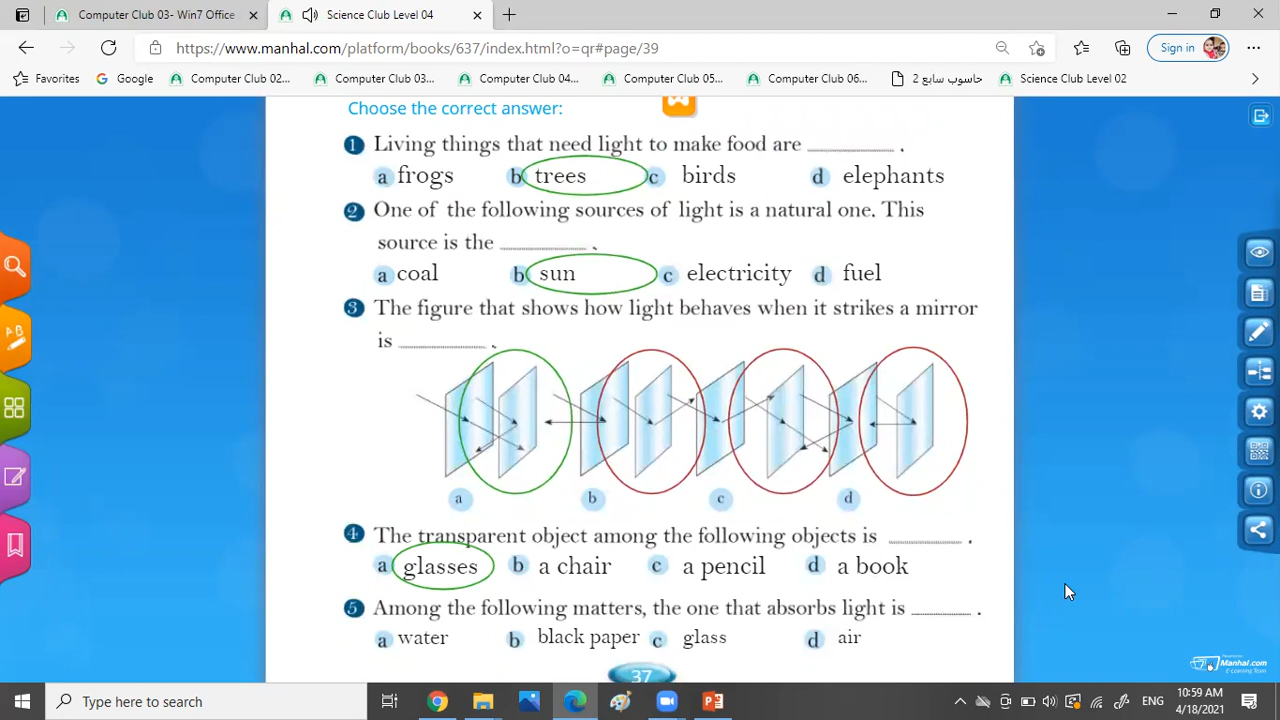 Computer Club 03- Win7 Office
Science Club Level 04
https://www.manhal.com/platform/books/637/index.html?o=qr#page/39
Sign in
Favorites
Google
Computer Club 02...
Computer Club 03...
Computer Club 04...
Computer Club 05...
Computer Club 06...
حاسوب سابع 2
Science Club Level 02
Choose the correct answer:
1 Living things that need light to make food are .
a frogs b trees c birds d elephants
2 One of the following sources of light is a natural one. This
source is the .
a coal b sun c electricity d fuel
3 The figure that shows how light behaves when it strikes a mirror
is .
a b c d
4 The transparent object among the following objects is .
a glasses b a chair c a pencil d a book
5 Among the following matters, the one that absorbs light is .
a water b black paper c glass d air
37
AB
Manhal.com
E-Learning Team
Type here to search
ENG
10:59 AM
4/18/2021